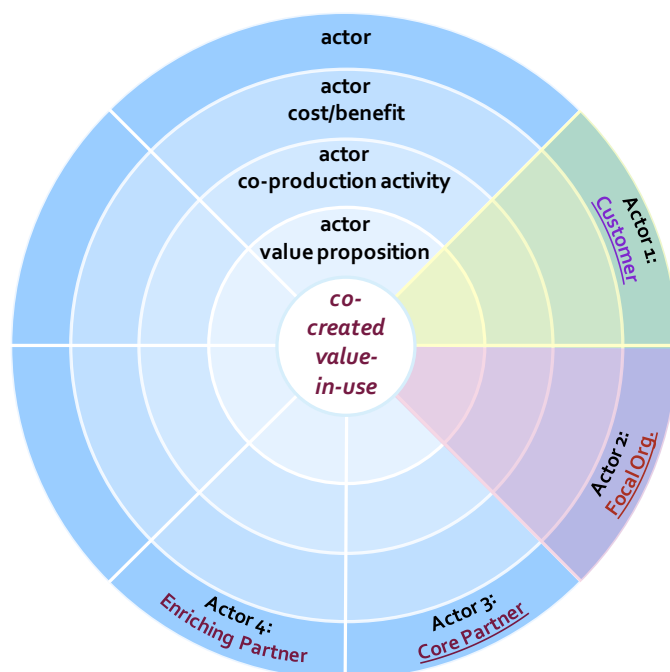 actor
actor
cost/benefit
actor
co-production activity
actor
value proposition
co-
created
value-
in-use
Actor 1:
Customer
Actor 2:
Focal Org.
Actor 3:
Core Partner
Actor 4:
Enriching Partner